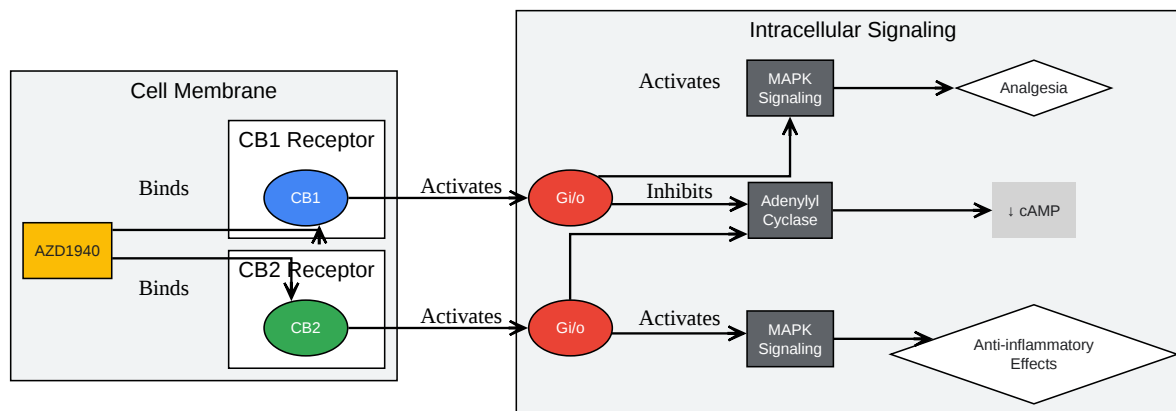 Intracellular Signaling
Cell Membrane
Activates
MAPK
Signaling
Analgesia
CB1 Receptor
Binds
CB1
Activates
Gi/o
Inhibits
Adenylyl
Cyclase
↓ cAMP
AZD1940
CB2 Receptor
Binds
CB2
Activates
Gi/o
Activates
MAPK
Signaling
Anti-inflammatory
Effects